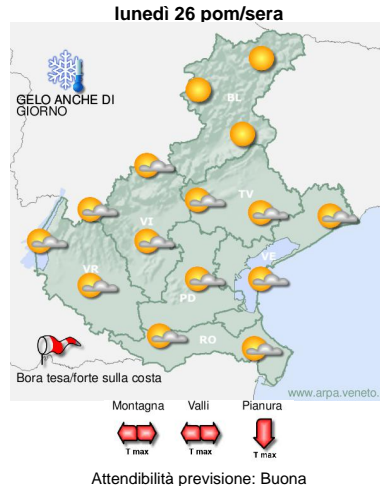 lunedì 26 pom/sera
GELO ANCHE DI
GIORNO
BL
TV
VI
VE
VR
PD
RO
Bora tesa/forte sulla costa
www.arpa.veneto.
Montagna Valli Pianura
T max T max T max
Attendibilità previsione: Buona